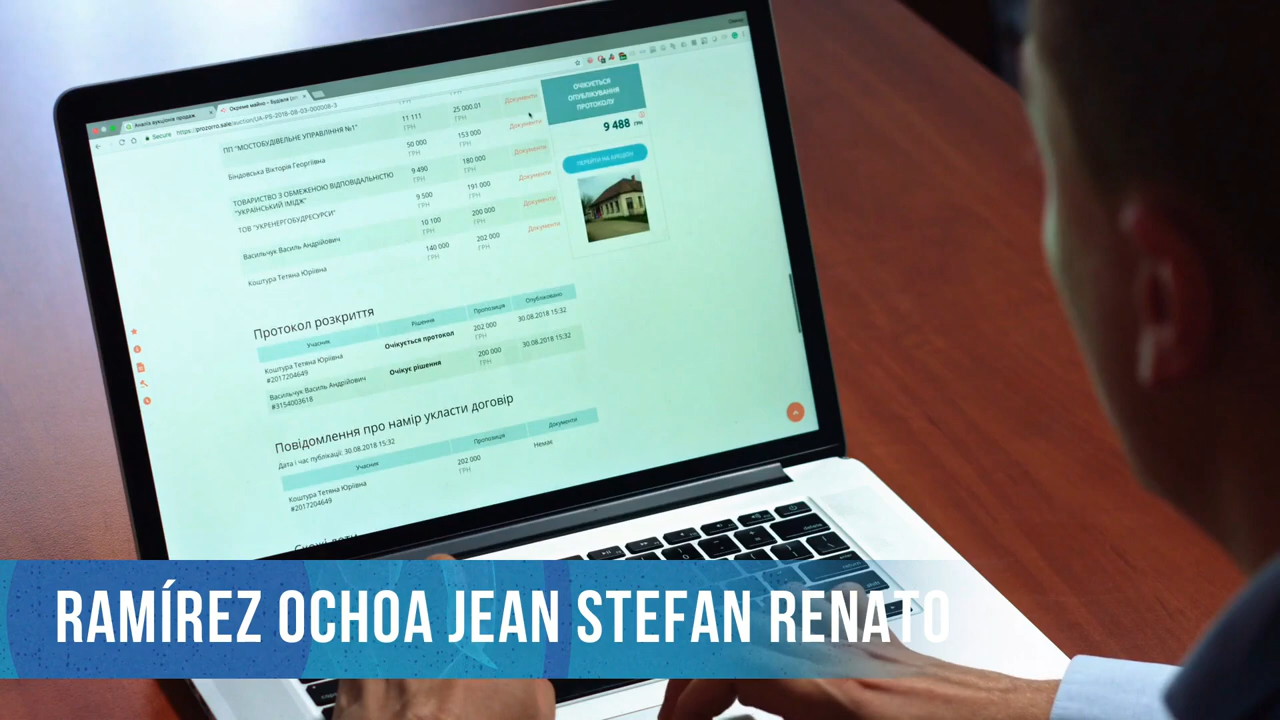 Аналіз аукціонів продаж
Окреме майно - Будівля
Secure https://prozorro.sale/auction/UA-PS-2018-08-03-000008-3
11 111 25 000.01 Документи
ГРН ГРН
ПП "МОСТОБУДІВЕЛЬНЕ УПРАВЛІННЯ №1" 50 000 153 000 Документи
ГРН ГРН
Біндовська Вікторія Георгіївна 9 490 180 000 Документи
ГРН ГРН
ТОВАРИСТВО З ОБМЕЖЕНОЮ ВІДПОВІДАЛЬНІСТЮ
"УКРАЇНСЬКИЙ ІМІДЖ" 9 500 191 000 Документи
ГРН ГРН
ТОВ "УКРЕНЕРГОБУДРЕСУРСИ" 10 100 200 000 Документи
ГРН ГРН
Васильчук Василь Андрійович 140 000 202 000 Документи
ГРН ГРН
Коштура Тетяна Юріївна
ОЧІКУЄТЬСЯ
ОПУБЛІКУВАННЯ
ПРОТОКОЛУ
9 488 ГРН
ПЕРЕЙТИ НА АУКЦІОН
Протокол розкриття
Учасник Рішення Пропозиція Опубліковано
Коштура Тетяна Юріївна Очікується протокол 202 000 30.08.2018 15:32
#2017204649 ГРН
Васильчук Василь Андрійович Очікує рішення 200 000 30.08.2018 15:32
#3154003618 ГРН
Повідомлення про намір укласти договір
Дата і час публікації: 30.08.2018 15:32
Учасник Пропозиція Документи
Коштура Тетяна Юріївна 202 000 Немає
#2017204649 ГРН
RAMÍREZ OCHOA JEAN STEFAN RENATO